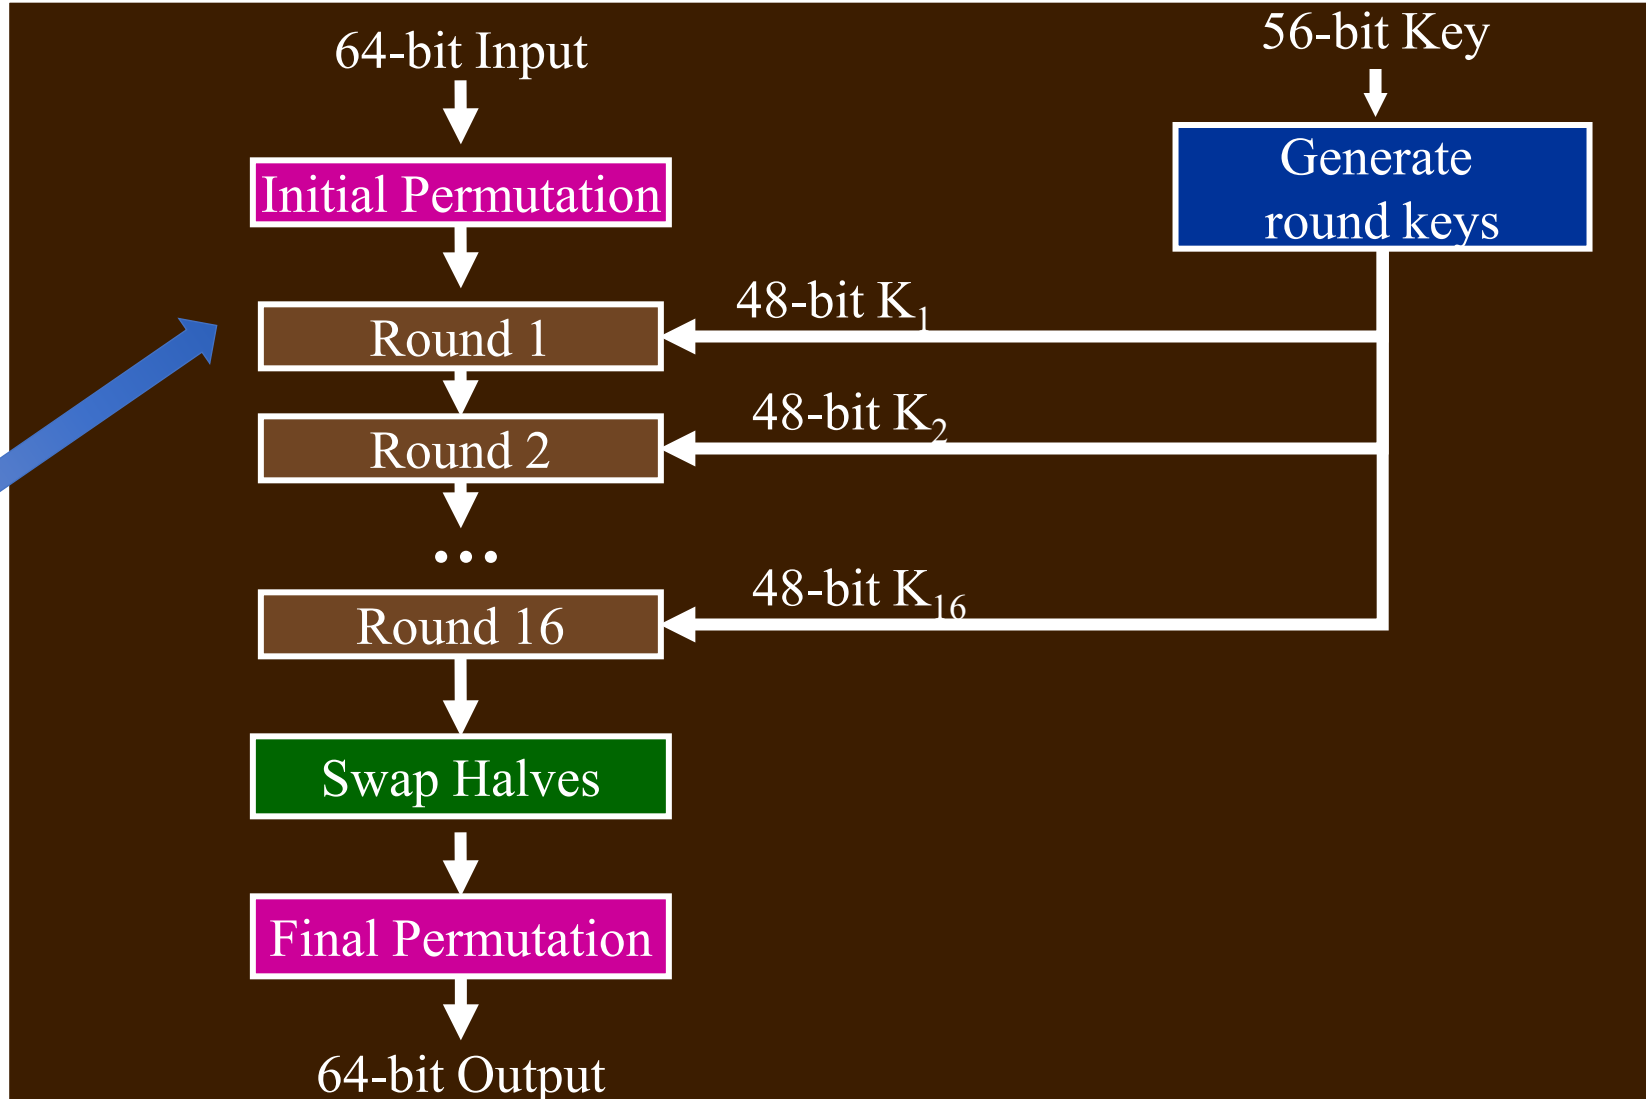 64-bit Input
56-bit Key
Initial Permutation
Generate
round keys
48-bit K₁
Round 1
48-bit K₂
Round 2
...
48-bit K₁₆
Round 16
Swap Halves
Final Permutation
64-bit Output